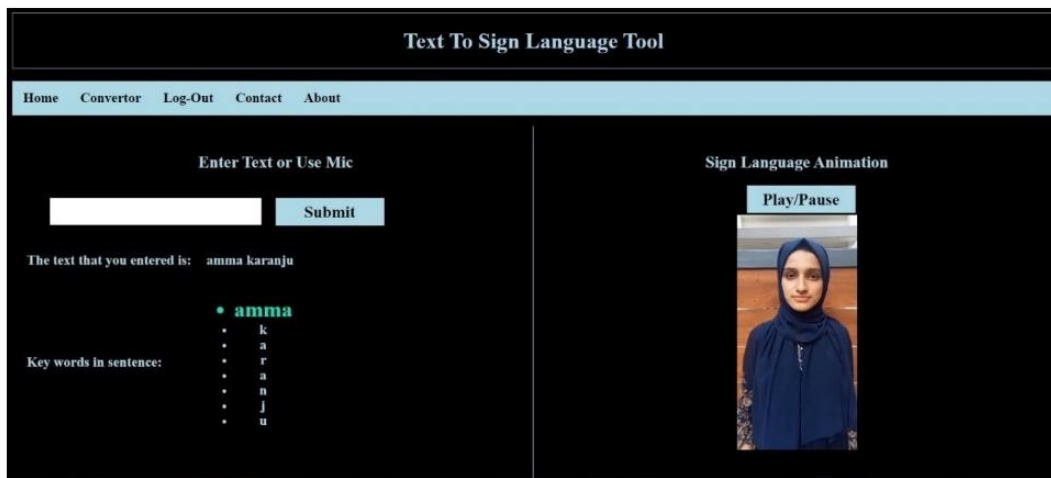 Text To Sign Language Tool
Home Convertor Log-Out Contact About
Enter Text or Use Mic
Submit
The text that you entered is: amma karanju
Key words in sentence:
• amma
• k
• a
• r
• a
• n
• j
• u
Sign Language Animation
Play/Pause